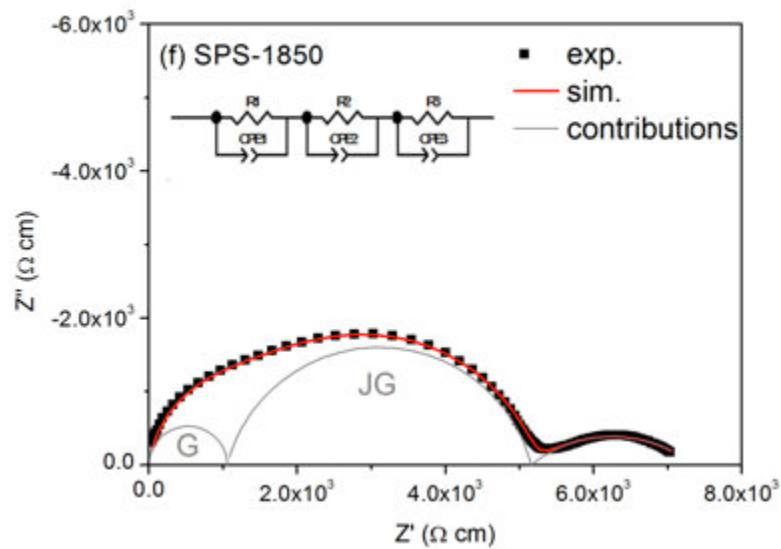 -6.0x10³
(f) SPS-1850
exp.
sim.
contributions
R1
R2
R3
CPE1
CPE2
CPE3
-4.0x10³
Z'' (Ω cm)
-2.0x10³
JG
G
0.0
0.0
2.0x10³
4.0x10³
6.0x10³
8.0x10³
Z' (Ω cm)